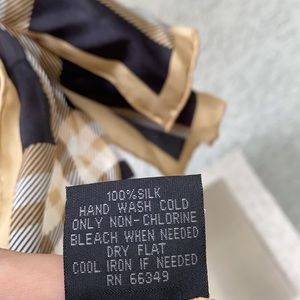 100%SILK
HAND WASH COLD
ONLY NON-CHLORINE
BLEACH WHEN NEEDED
DRY FLAT
COOL IRON IF NEEDED
RN 66349